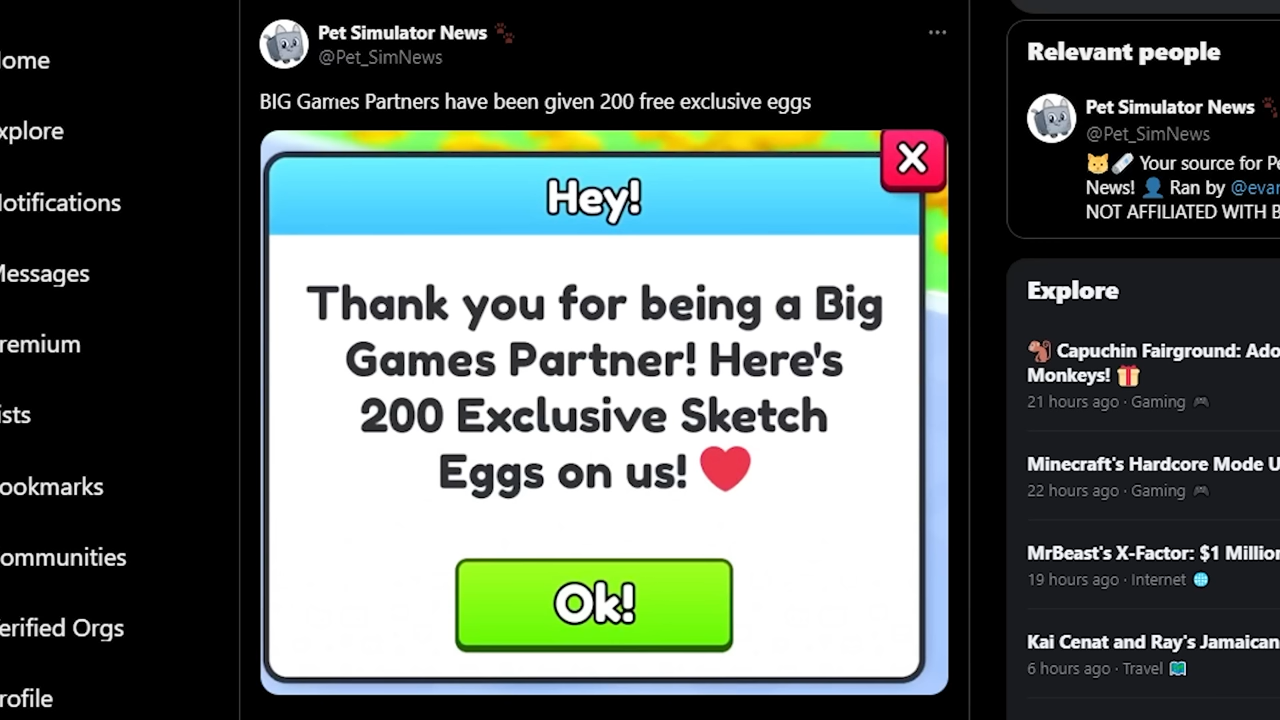 ome
xplore
otifications
essages
remium
ists
ookmarks
ommunities
erified Orgs
rofile
Pet Simulator News 🐾
@Pet_SimNews
BIG Games Partners have been given 200 free exclusive eggs
Hey!
Thank you for being a Big
Games Partner! Here's
200 Exclusive Sketch
Eggs on us! ❤️
Ok!
Relevant people
Pet Simulator News 🐾
@Pet_SimNews
🐱🩹 Your source for Pe
News! 👤 Ran by @evan
NOT AFFILIATED WITH B
Explore
🐒 Capuchin Fairground: Ado
Monkeys! 🎁
21 hours ago · Gaming 🎮
Minecraft's Hardcore Mode U
22 hours ago · Gaming 🎮
19 hours ago · Internet 🌐
MrBeast's X-Factor: $1 Million
Kai Cenat and Ray's Jamaican
6 hours ago · Travel 🗺️